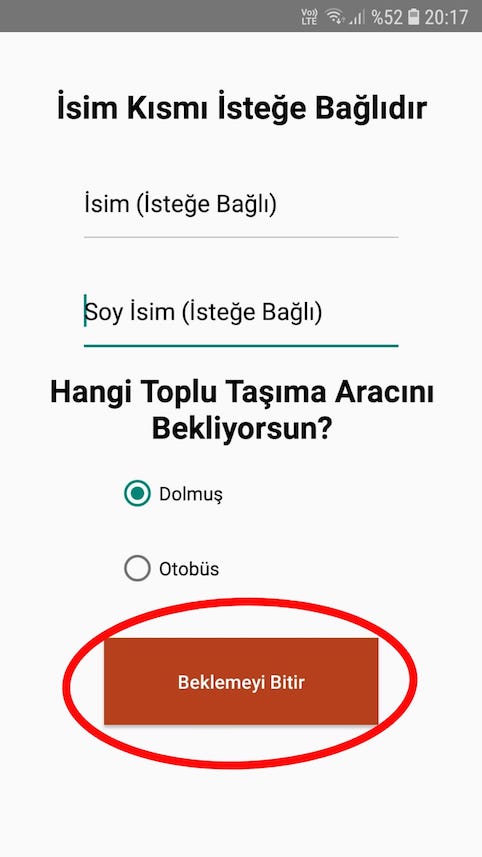 Vo)) LTE %52 20:17
İsim Kısmı İsteğe Bağlıdır
İsim (İsteğe Bağlı)
Soy İsim (İsteğe Bağlı)
Hangi Toplu Taşıma Aracını
Bekliyorsun?
Dolmuş
Otobüs
Beklemeyi Bitir